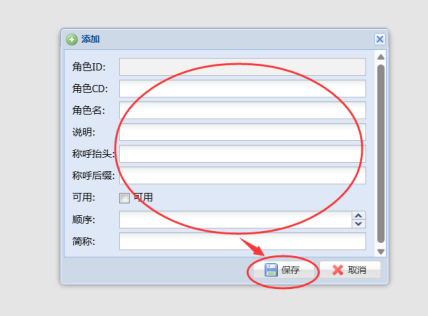 添加
角色ID:
角色CD:
角色名:
说明:
称呼抬头:
称呼后缀:
可用: 可用
顺序:
简称:
保存 取消